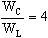 W_C / W_L = 4